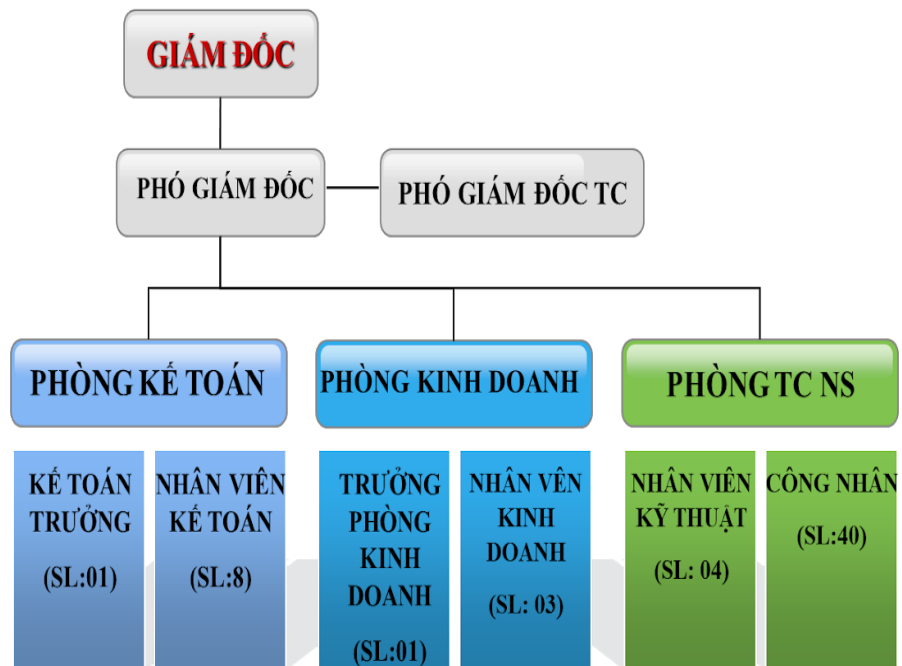 GIÁM ĐỐC
PHÓ GIÁM ĐỐC
PHÓ GIÁM ĐỐC TC
PHÒNG KẾ TOÁN
PHÒNG KINH DOANH
PHÒNG TC NS
KẾ TOÁN
TRƯỞNG
(SL:01)
NHÂN VIÊN
KẾ TOÁN
(SL:8)
TRƯỞNG
PHÒNG
KINH
DOANH
(SL:01)
NHÂN VÊN
KINH
DOANH
(SL: 03)
NHÂN VIÊN
KỸ THUẬT
(SL: 04)
CÔNG NHÂN
(SL:40)